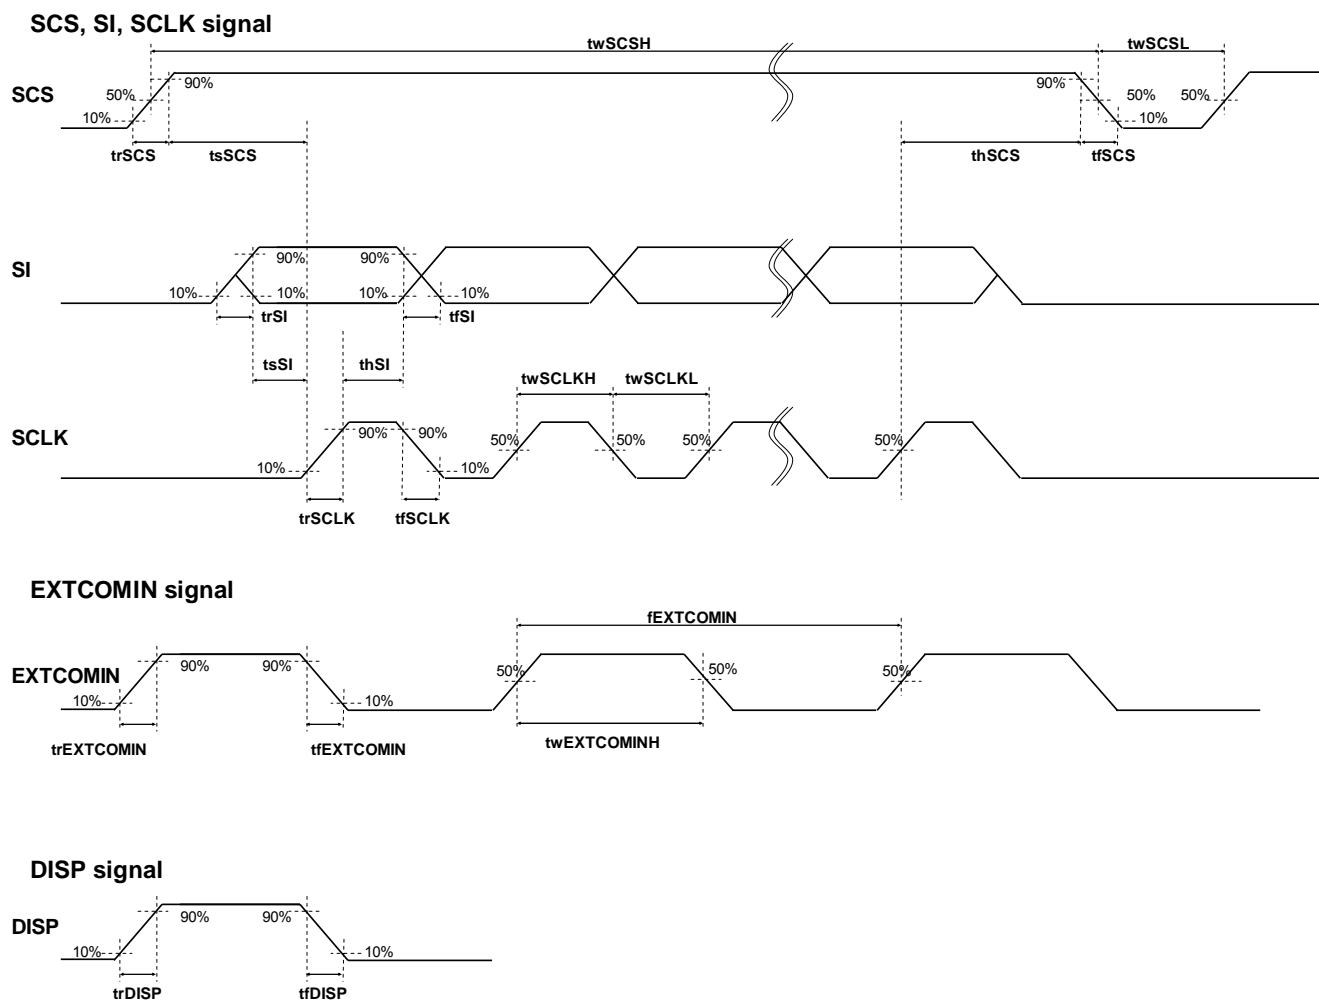 SCS, SI, SCLK signal
twSCSH twSCSL
90% 90%
SCS 50% 50% 50%
10% 10%
trSCS tsSCS thSCS tfSCS
90% 90%
SI
10% 10% 10% 10%
trSI tfSI
tsSI thSI
twSCLKH twSCLKL
SCLK 90% 90% 50% 50% 50% 50%
10% 10%
trSCLK tfSCLK
EXTCOMIN signal
fEXTCOMIN
EXTCOMIN 90% 90% 50% 50% 50%
10% 10%
trEXTCOMIN tfEXTCOMIN twEXTCOMINH
DISP signal
DISP 90% 90%
10% 10%
trDISP tfDISP